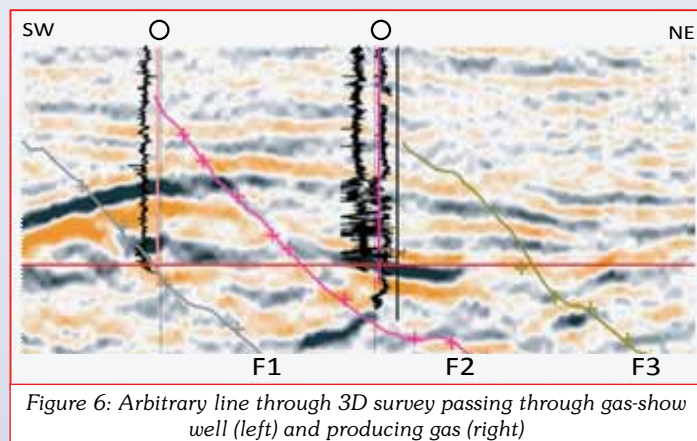 SW
NE
F1 F2 F3
Figure 6: Arbitrary line through 3D survey passing through gas-show
well (left) and producing gas (right)